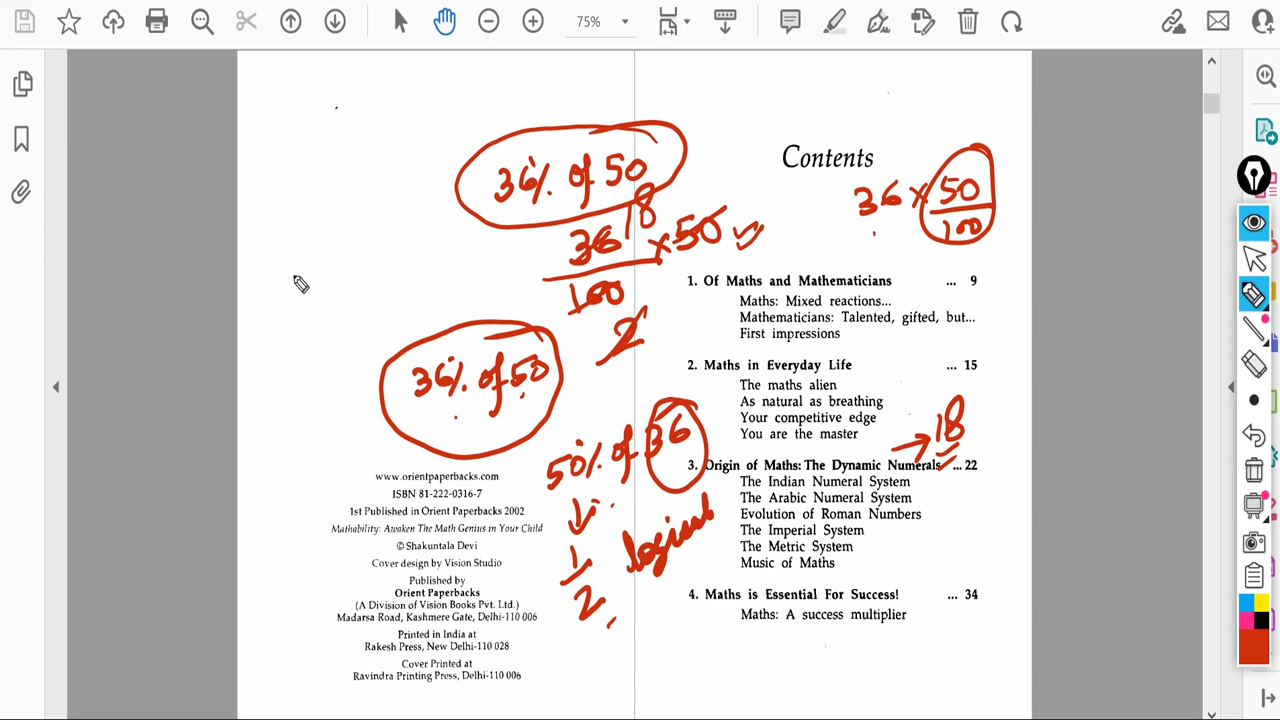 75%
36% of 50
36 18 × 50
100
2
36 × 50
100
36% of 50
50% of 36
1
2
logical
→ 18
www.orientpaperbacks.com
ISBN 81-222-0316-7
1st Published in Orient Paperbacks 2002
Mathability: Awaken The Math Genius in Your Child
© Shakuntala Devi
Cover design by Vision Studio
Published by
Orient Paperbacks
(A Division of Vision Books Pvt. Ltd.)
Madarsa Road, Kashmere Gate, Delhi-110 006
Printed in India at
Rakesh Press, New Delhi-110 028
Cover Printed at
Ravindra Printing Press, Delhi-110 006
Contents
1. Of Maths and Mathematicians ... 9
Maths: Mixed reactions...
Mathematicians: Talented, gifted, but...
First impressions
2. Maths in Everyday Life ... 15
The maths alien
As natural as breathing
Your competitive edge
You are the master
3. Origin of Maths: The Dynamic Numerals ... 22
The Indian Numeral System
The Arabic Numeral System
Evolution of Roman Numbers
The Imperial System
The Metric System
Music of Maths
4. Maths is Essential For Success! ... 34
Maths: A success multiplier